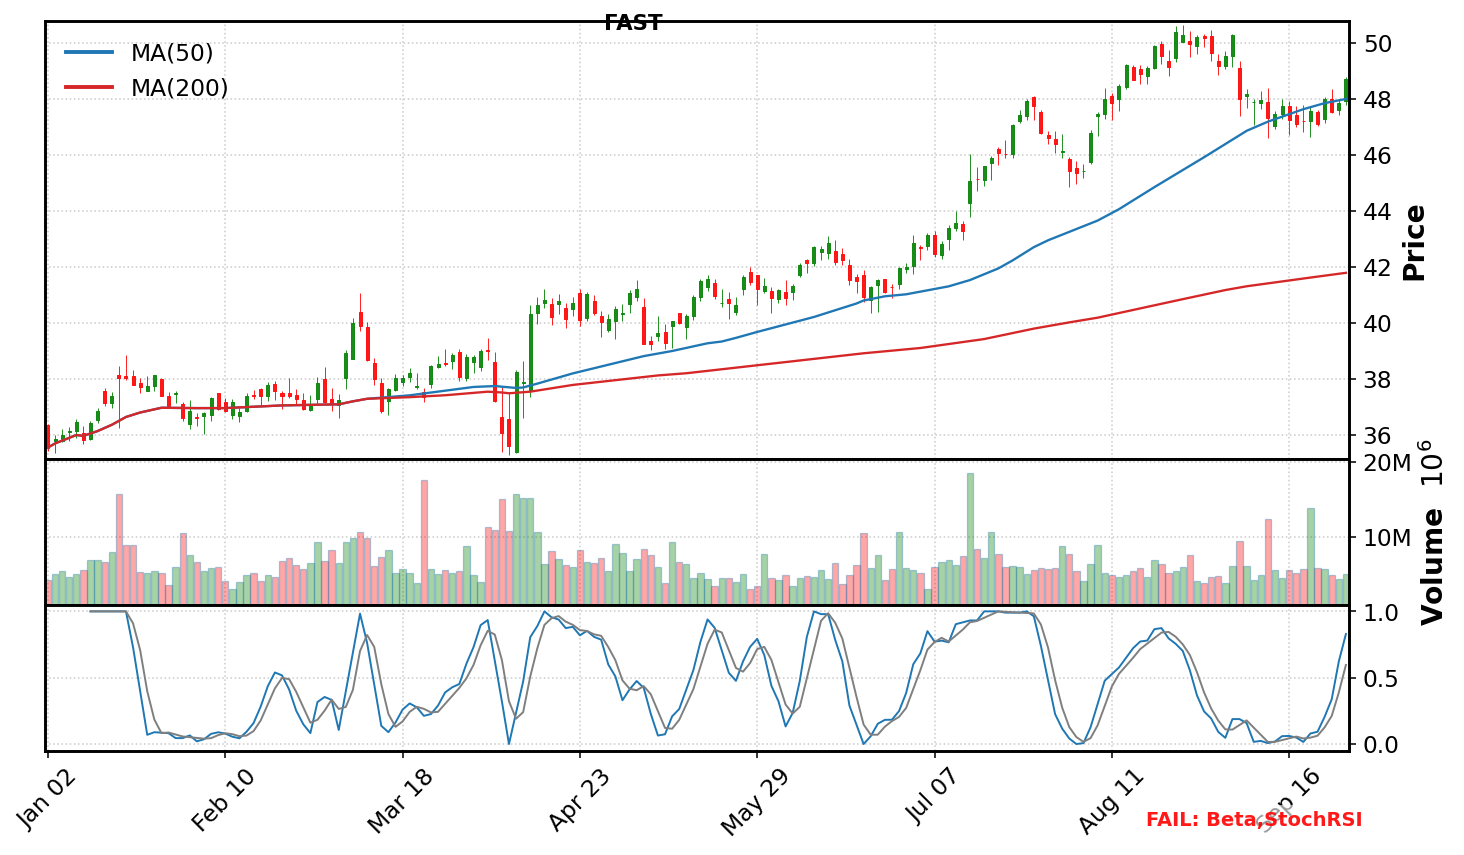 FAST
MA(50)
MA(200)
50
48
46
44
42
40
38
36
Price
20M
10M
Volume 10^6
1.0
0.5
0.0
Jan 02
Feb 10
Mar 18
Apr 23
May 29
Jul 07
Aug 11
Sep 16
FAIL: Beta,StochRSI